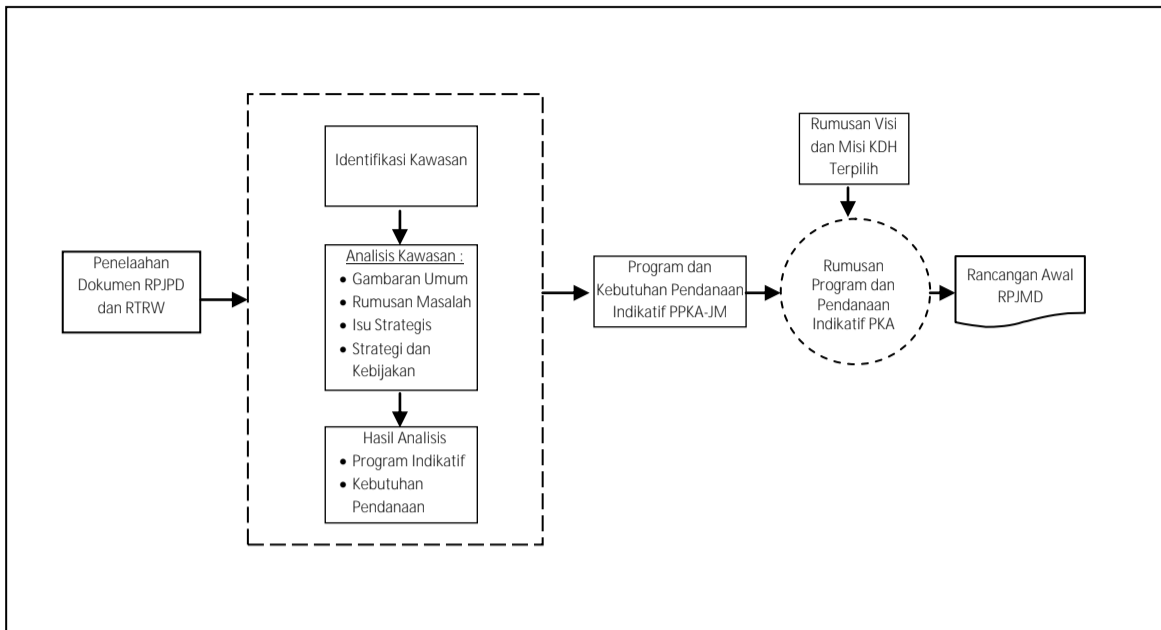 Penelaahan
Dokumen RPJPD
dan RTRW
Identifikasi Kawasan
Analisis Kawasan :
• Gambaran Umum
• Rumusan Masalah
• Isu Strategis
• Strategi dan
Kebijakan
Hasil Analisis
• Program Indikatif
• Kebutuhan
Pendanaan
Program dan
Kebutuhan Pendanaan
Indikatif PPKA-JM
Rumusan Visi
dan Misi KDH
Terpilih
Rumusan
Program dan
Pendanaan
Indikatif PKA
Rancangan Awal
RPJMD